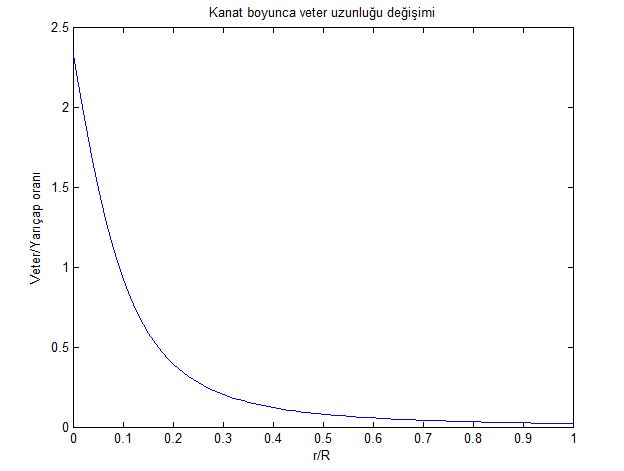 Kanat boyunca veter uzunluğu değişimi
2.5
2
1.5
1
0.5
0
Veter/Yarıçap oranı
0 0.1 0.2 0.3 0.4 0.5 0.6 0.7 0.8 0.9 1
r/R